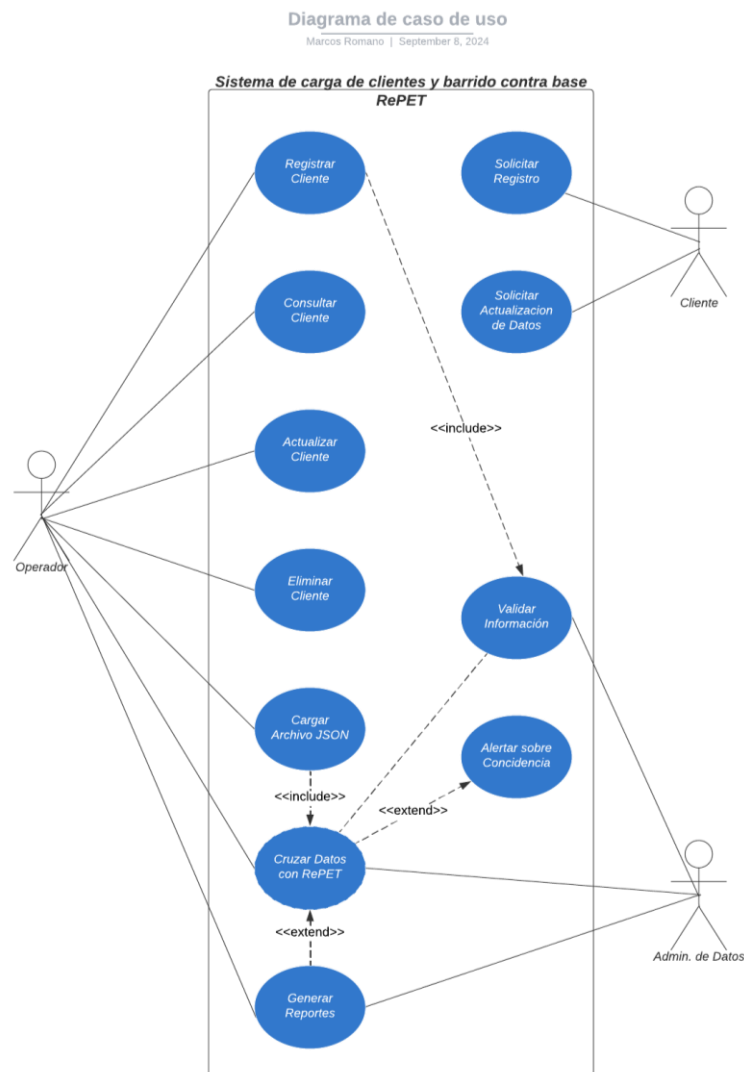 Diagrama de caso de uso
Marcos Romano | September 8, 2024
Sistema de carga de clientes y barrido contra base
RePET
Registrar
Cliente
Solicitar
Registro
Cliente
Consultar
Cliente
Solicitar
Actualizacion
de Datos
<<include>>
Actualizar
Cliente
Operador
Eliminar
Cliente
Validar
Información
Cargar
Archivo JSON
Alertar sobre
Concidencia
<<include>>
<<extend>>
Cruzar Datos
con RePET
<<extend>>
Admin. de Datos
Generar
Reportes